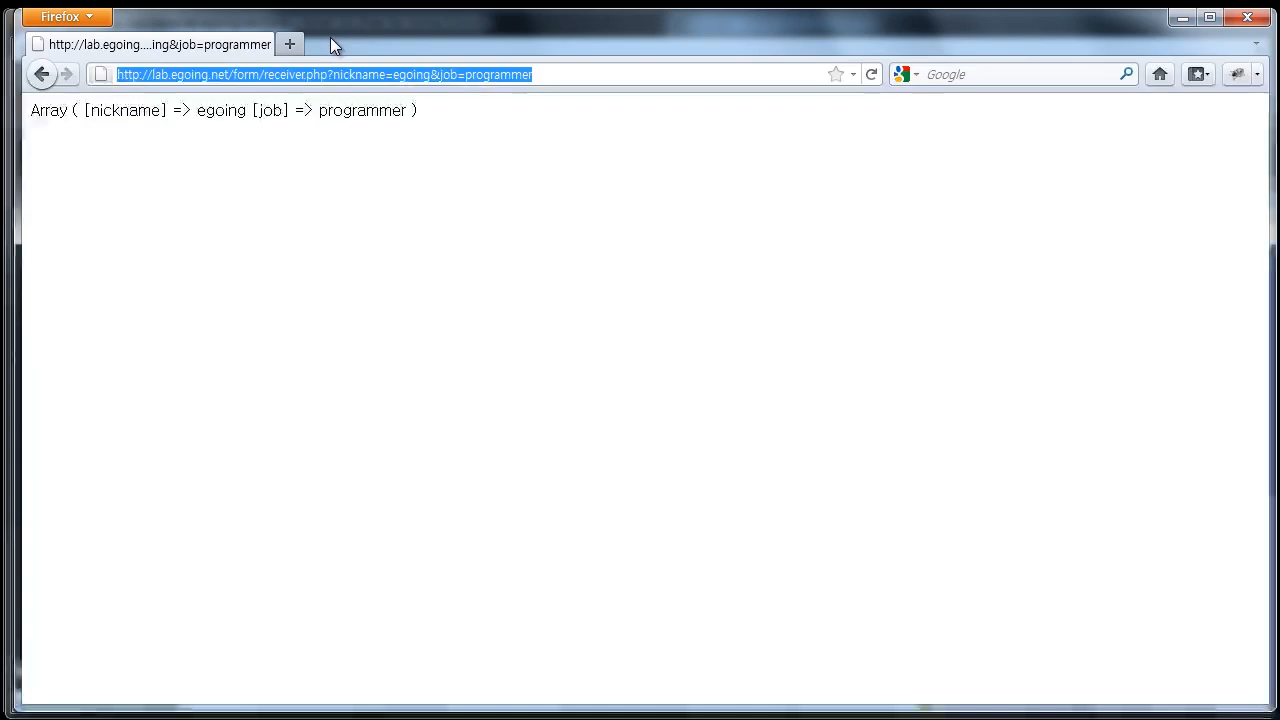 Firefox
http://lab.egoing....ing&job=programmer
http://lab.egoing.net/form/receiver.php?nickname=egoing&job=programmer
Google
Array ( [nickname] => egoing [job] => programmer )